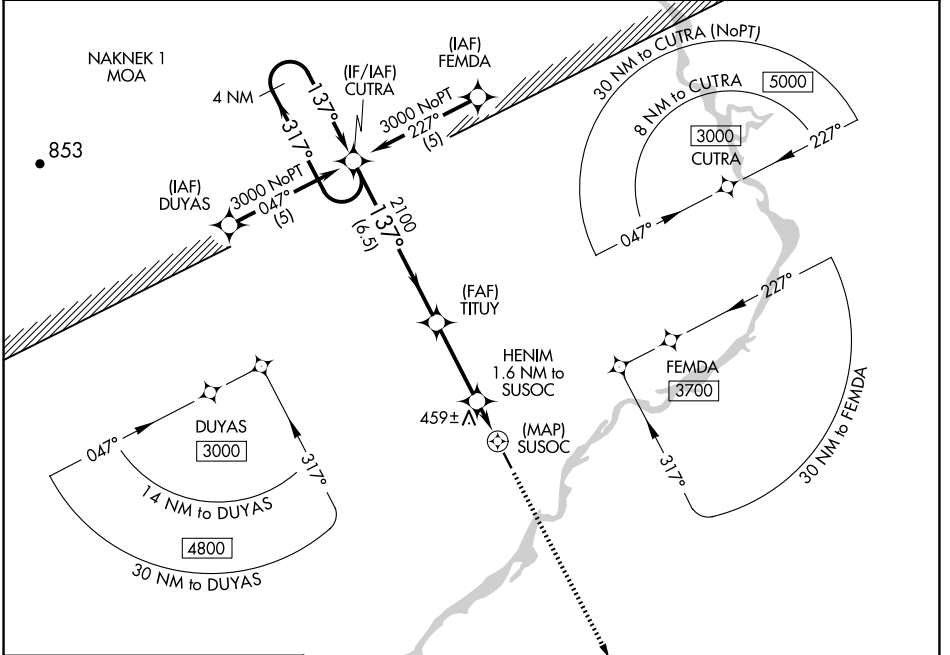 NAKNEK 1
MOA
853
4 NM
137°
317°
(IF/IAF)
CUTRA
(IAF)
FEMDA
3000 NoPT
227°
(5)
(IAF)
DUYAS
3000 NoPT
047°
(5)
2100
137°
(6.5)
(FAF)
TITUY
HENIM
1.6 NM to
SUSOC
459±
(MAP)
SUSOC
30 NM to CUTRA (NoPT)
5000
8 NM to CUTRA
3000
CUTRA
227°
047°
227°
FEMDA
3700
317°
30 NM to FEMDA
047°
DUYAS
3000
317°
14 NM to DUYAS
4800
30 NM to DUYAS